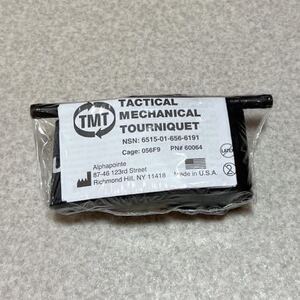 TMT
TACTICAL
MECHANICAL
TOURNIQUET
NSN: 6515-01-656-6191
Cage: 056F9 PN# 60064
Alphapointe
87-46 123rd Street
Richmond Hill, NY 11418
Made in U.S.A.